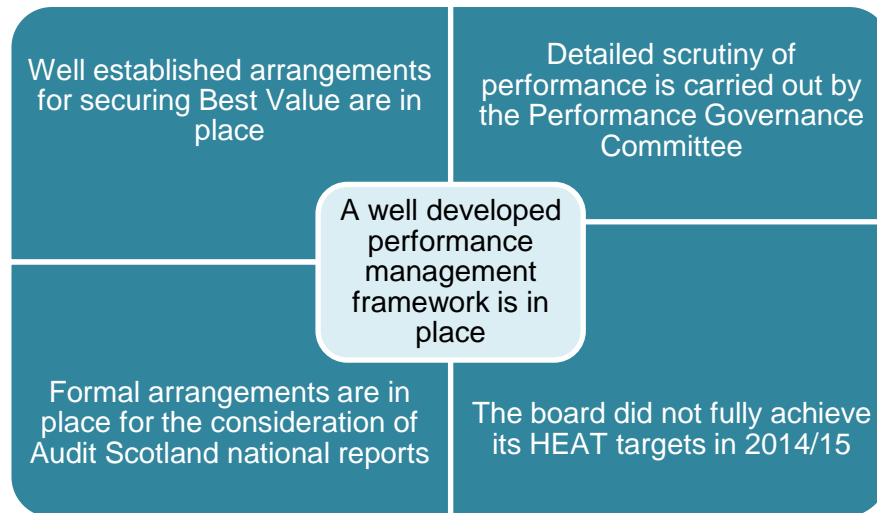 Well established arrangements
for securing Best Value are in
place
Detailed scrutiny of
performance is carried out by
the Performance Governance
Committee
A well developed
performance
management
framework is in
place
Formal arrangements are in
place for the consideration of
Audit Scotland national reports
The board did not fully achieve
its HEAT targets in 2014/15